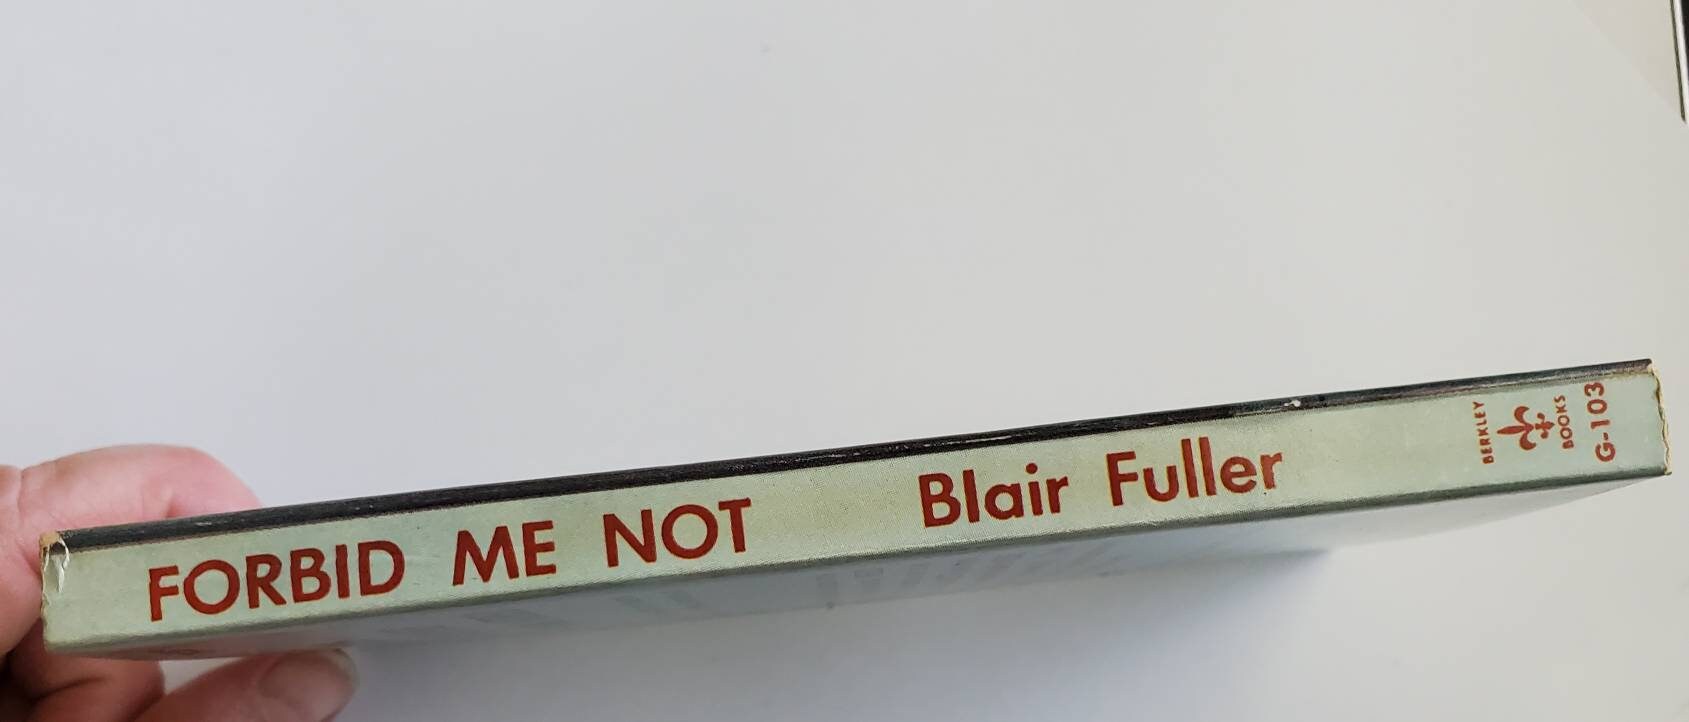 FORBID ME NOT Blair Fuller
BERKLEY
BOOKS
G-103